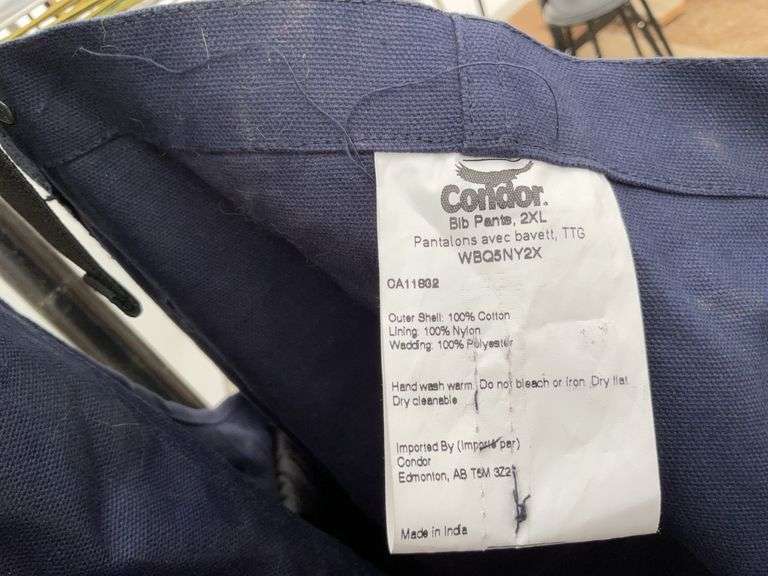 Condor.
Bib Pants, 2XL
Pantalons avec bavett, TTG
WBQ5NY2X
CA11802
Outer Shell: 100% Cotton
Lining: 100% Nylon
Wadding: 100% Polyester
Hand wash warm. Do not bleach or Iron. Dry flat.
Dry cleanable
Imported By (Importé par)
Condor
Edmonton, AB T5M 3Z2
Made in India